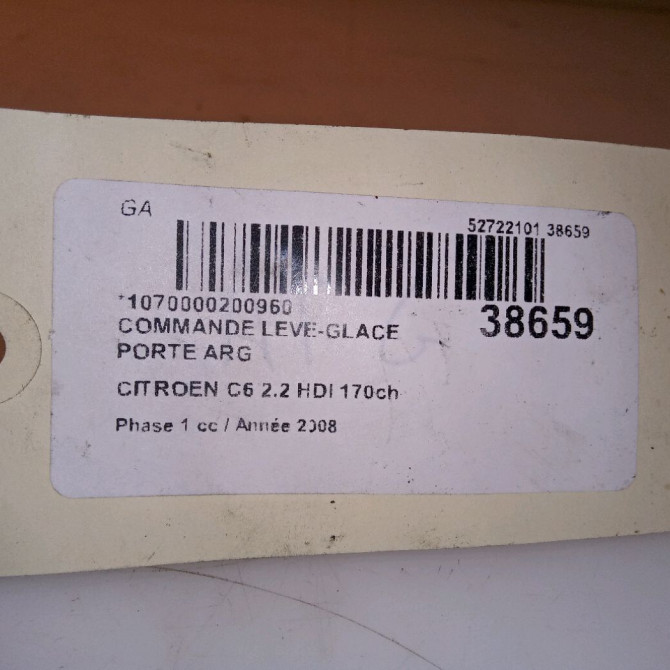 GA
52722101 38659
*1070000200960
38659
COMMANDE LEVE-GLACE
PORTE ARG
CITROEN C6 2.2 HDI 170ch
Phase 1 cc / Année 2008